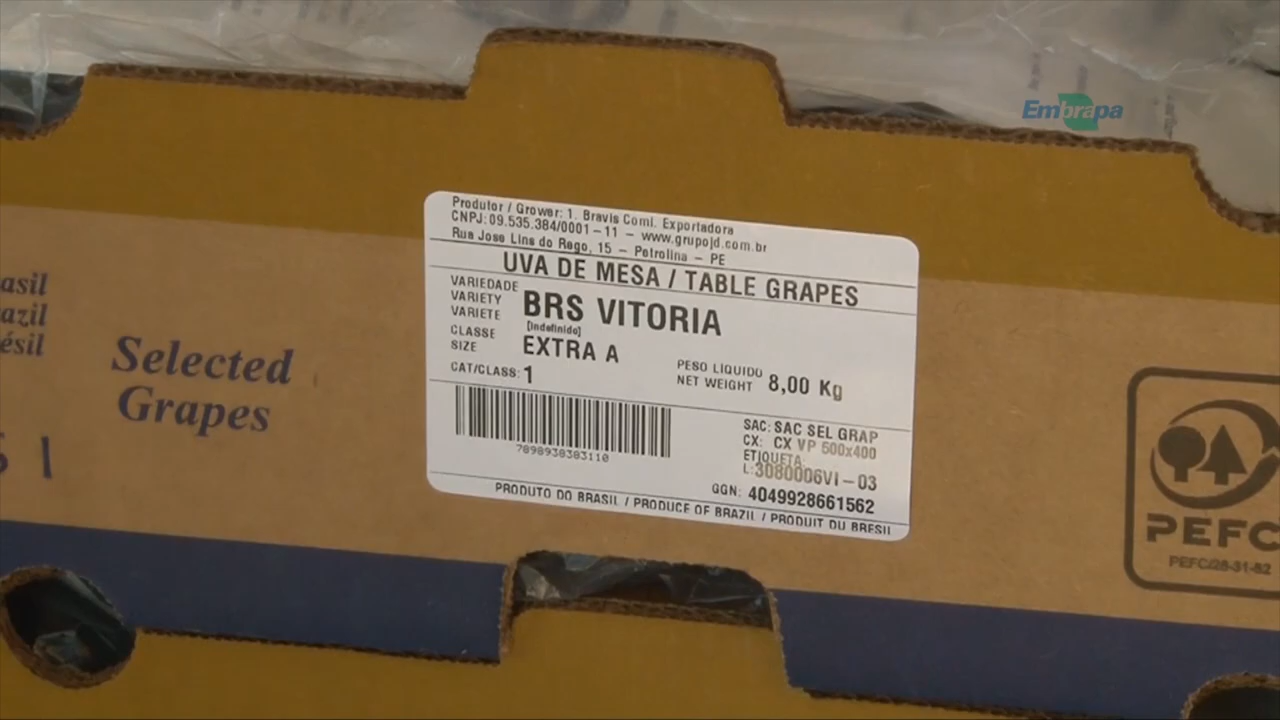 Embrapa
Produtor / Grower: 1. Bravis Coml. Exportadora
CNPJ: 09.535.384/0001-11 - www.grupojd.com.br
Rua Jose Lins do Rego, 15 - Petrolina - PE
UVA DE MESA / TABLE GRAPES
VARIEDADE
VARIETY
VARIETE
BRS VITORIA
[Indefinido]
CLASSE
SIZE
EXTRA A
CAT/CLASS: 1
PESO LIQUIDO
NET WEIGHT
8,00 Kg
7898938383110
SAC: SAC SEL GRAP
CX: CX VP 500x400
ETIQUETA
L: 3080006VI-03
GGN: 4049928661562
PRODUTO DO BRASIL / PRODUCE OF BRAZIL / PRODUIT DU BRESIL
asil
azil
ésil
Selected
Grapes
PEFC
PEFC/28-31-82